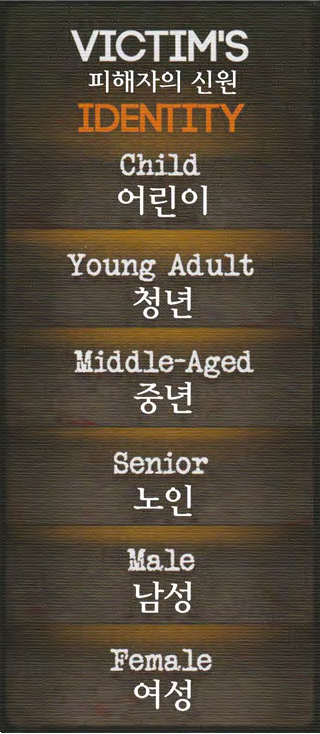 VICTIM'S
피해자의 신원
IDENTITY
Child
어린이
Young Adult
청년
Middle-Aged
중년
Senior
노인
Male
남성
Female
여성